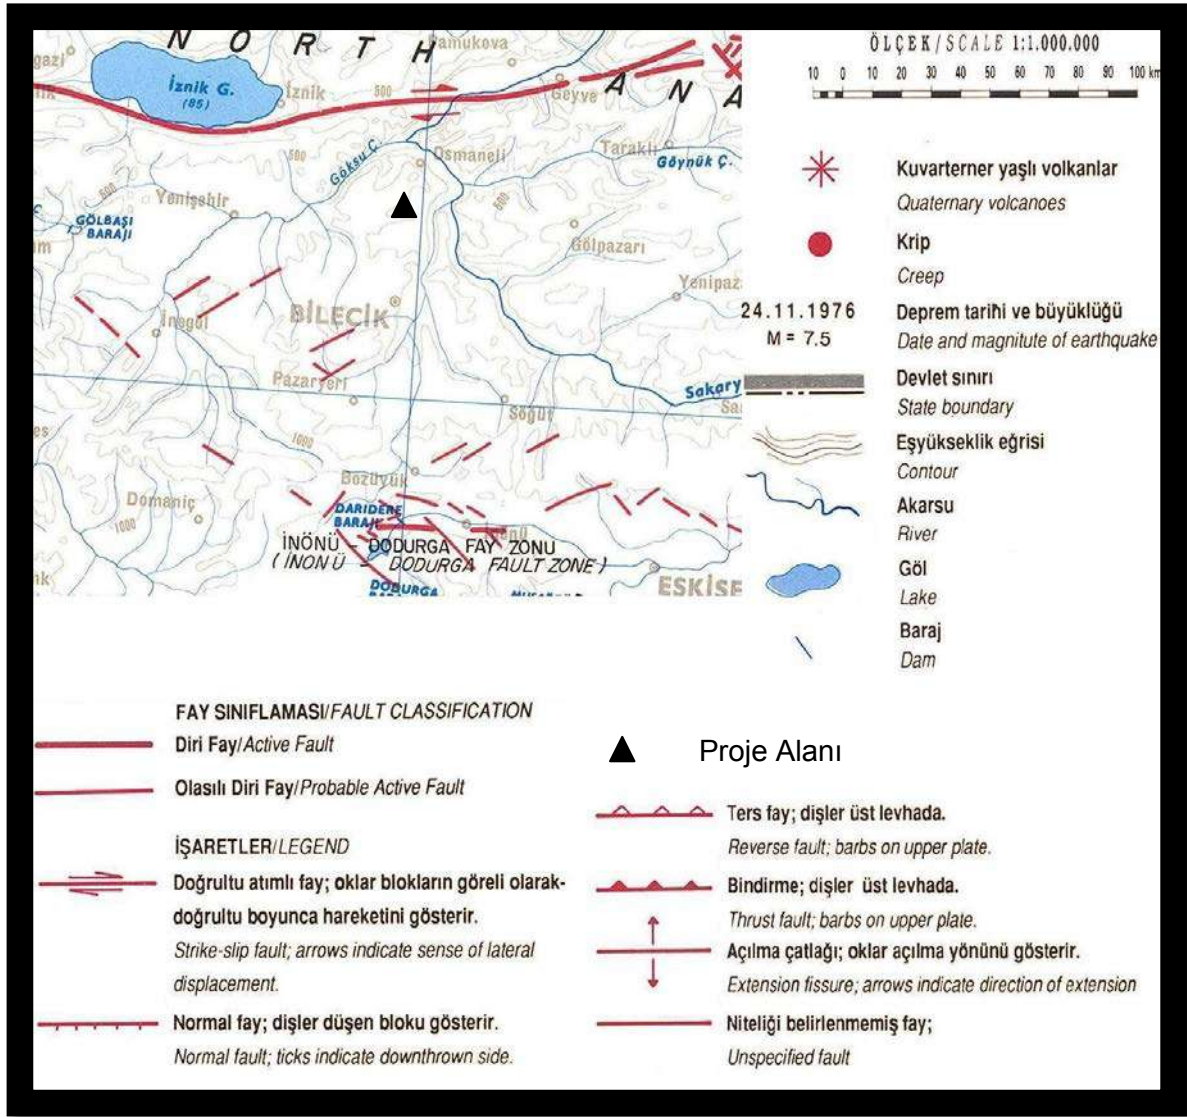 NORTH ANA
Pamukova
gazi
İznik G.
(85)
İznik
500
Geyve
Göksu Ç.
Osmaneli
Taraklı
Göynük Ç.
500
500
500
Yenişehir
GÖLBAŞI
BARAJI
Gölpazarı
Yenipaz
BİLECİK
İnegöl
Pazaryeri
Sakary
Söğüt
1000
Bozüyük
Domaniç
1000
DARIDERE
BARAJI
İnönü
İNÖNÜ - DODURGA FAY ZONU
(İNÖNÜ - DODURGA FAULT ZONE)
DODURGA
ESKİŞE
ÖLÇEK/SCALE 1:1.000.000
10 0 10 20 30 40 50 60 70 80 90 100 km
Kuvarterner yaşlı volkanlar
Quaternary volcanoes
Krip
Creep
24.11.1976
M = 7.5
Deprem tarihi ve büyüklüğü
Date and magnitute of earthquake
Devlet sınırı
State boundary
Eşyükseklik eğrisi
Contour
Akarsu
River
Göl
Lake
Baraj
Dam
FAY SINIFLAMASI/FAULT CLASSIFICATION
Diri Fay/Active Fault
Olasılı Diri Fay/Probable Active Fault
İŞARETLER/LEGEND
Doğrultu atımlı fay; oklar blokların göreli olarak-
doğrultu boyunca hareketini gösterir.
Strike-slip fault; arrows indicate sense of lateral
displacement.
Normal fay; dişler düşen bloku gösterir.
Normal fault; ticks indicate downthrown side.
Proje Alanı
Ters fay; dişler üst levhada.
Reverse fault; barbs on upper plate.
Bindirme; dişler üst levhada.
Thrust fault; barbs on upper plate.
Açılma çatlağı; oklar açılma yönünü gösterir.
Extension fissure; arrows indicate direction of extension
Niteliği belirlenmemiş fay;
Unspecified fault